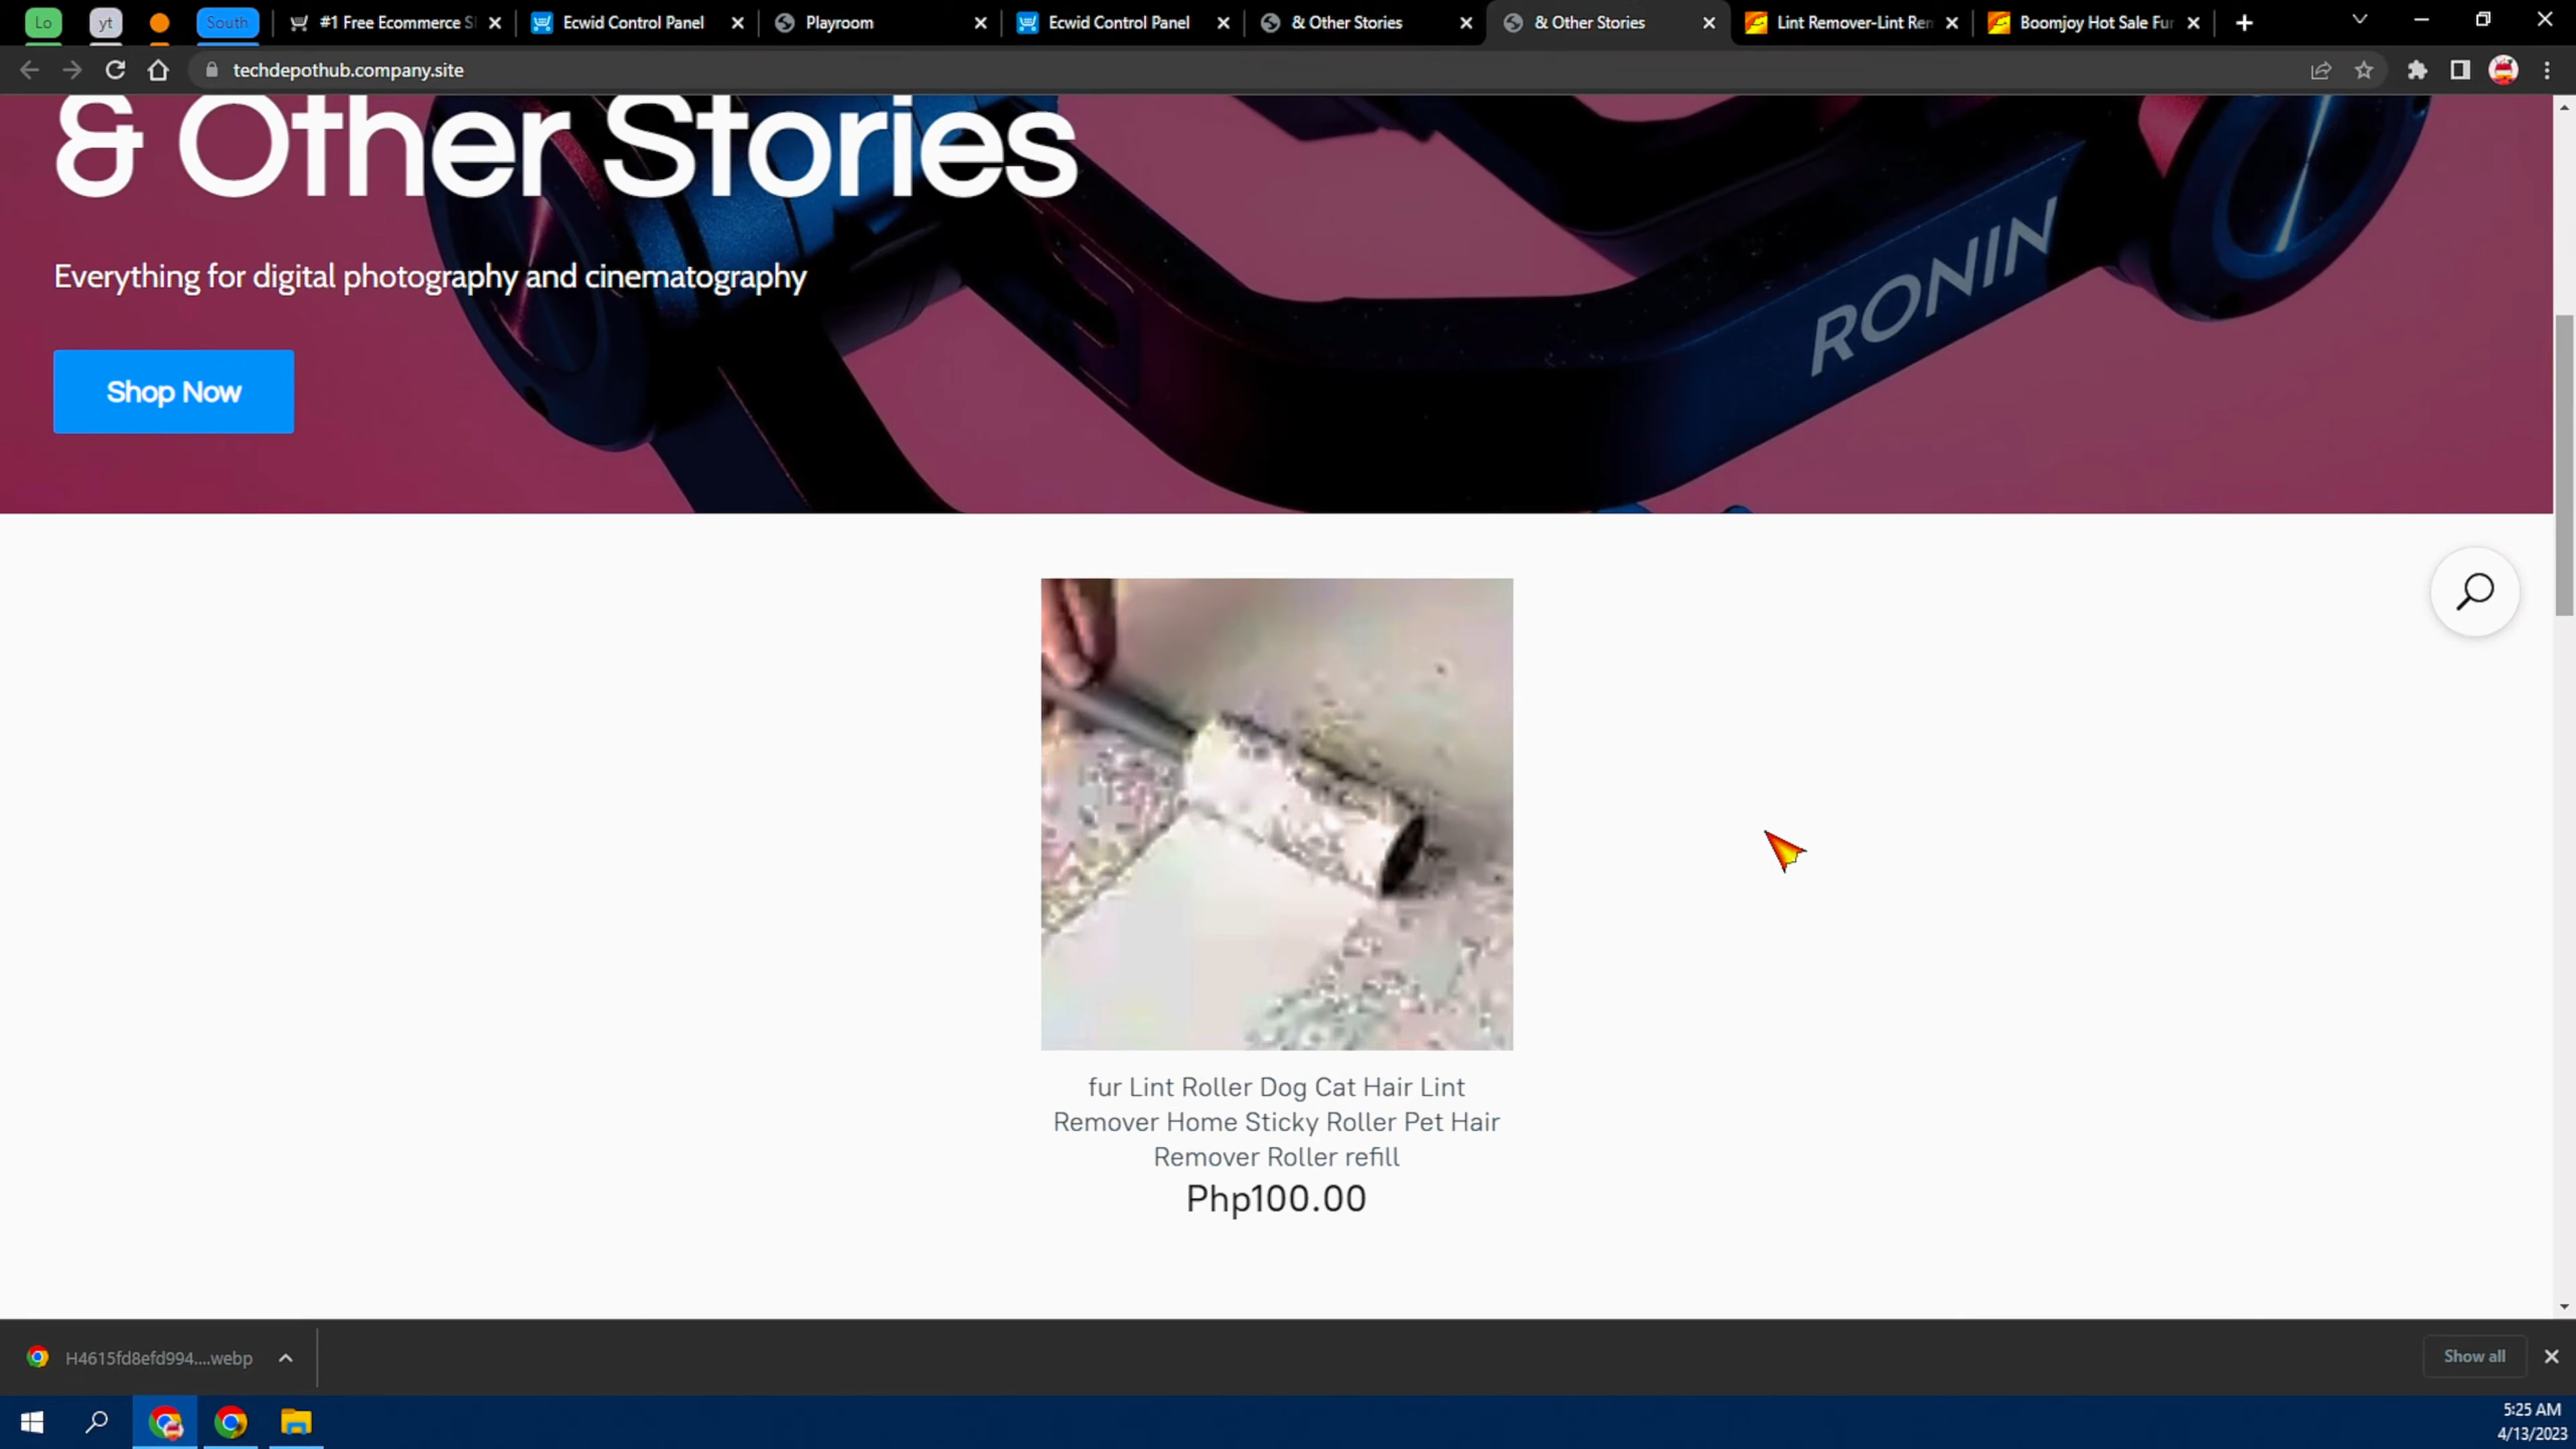 Lo
yt
South
#1 Free Ecommerce S
Ecwid Control Panel
Playroom
Ecwid Control Panel
& Other Stories
& Other Stories
Lint Remover-Lint Ren
Boomjoy Hot Sale Fur
techdepothub.company.site
& Other Stories
RONIN
Everything for digital photography and cinematography
Shop Now
fur Lint Roller Dog Cat Hair Lint
Remover Home Sticky Roller Pet Hair
Remover Roller refill
Php100.00
H4615fd8efd994....webp
Show all
5:25 AM
4/13/2023